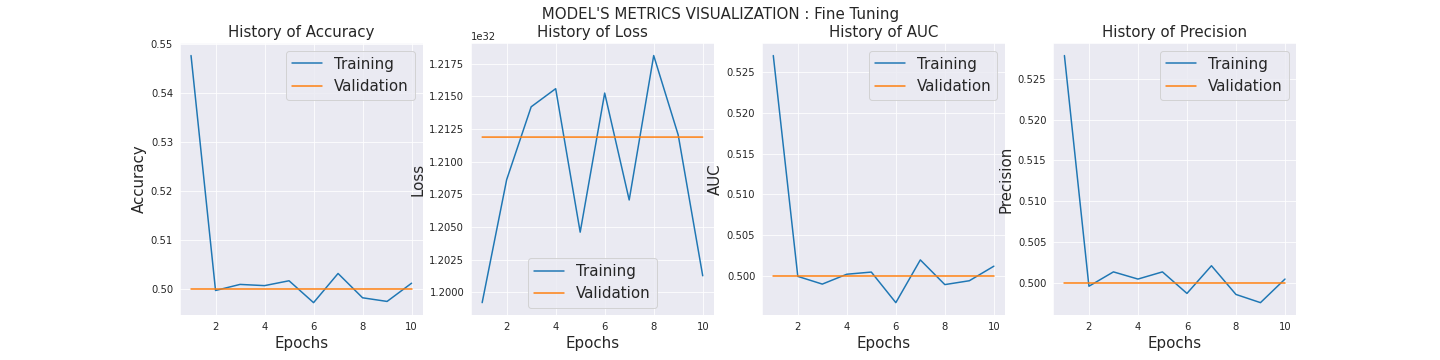 MODEL'S METRICS VISUALIZATION : Fine Tuning
History of Accuracy
0.55
0.54
0.53
0.52
0.51
0.50
2 4 6 8 10
Accuracy
Epochs
Training
Validation
History of Loss
1e32
1.2175
1.2150
1.2125
1.2100
1.2075
1.2050
1.2025
1.2000
2 4 6 8 10
Loss
Epochs
Training
Validation
History of AUC
0.525
0.520
0.515
0.510
0.505
0.500
2 4 6 8 10
AUC
Epochs
Training
Validation
History of Precision
0.525
0.520
0.515
0.510
0.505
0.500
2 4 6 8 10
Precision
Epochs
Training
Validation